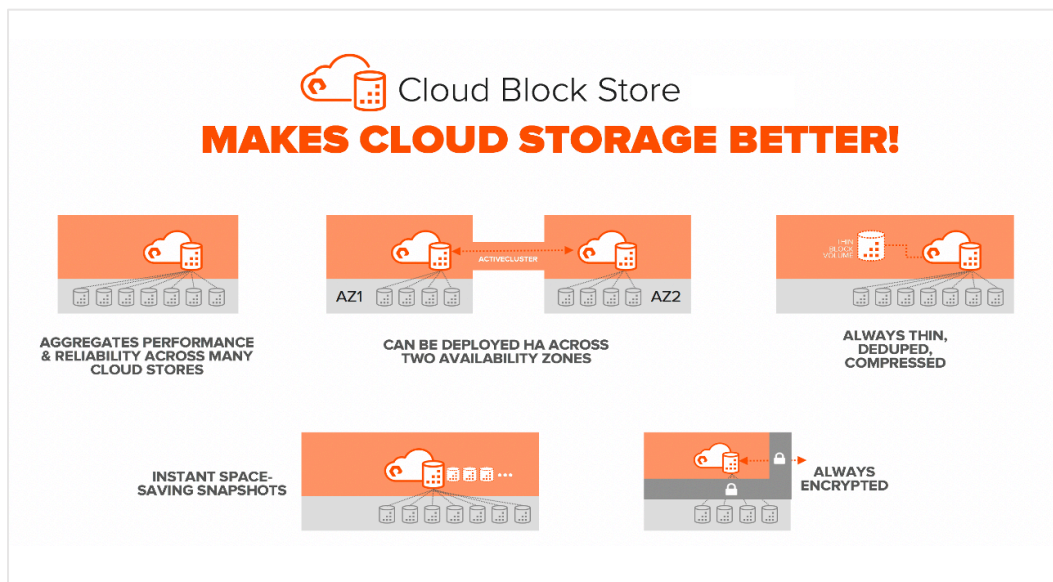 Cloud Block Store
MAKES CLOUD STORAGE BETTER!
ACTIVECLUSTER
AZ1
AZ2
THIN
BLOCK
VOLUME
AGGREGATES PERFORMANCE
& RELIABILITY ACROSS MANY
CLOUD STORES
CAN BE DEPLOYED HA ACROSS
TWO AVAILABILITY ZONES
ALWAYS THIN,
DEDUPED,
COMPRESSED
INSTANT SPACE-
SAVING SNAPSHOTS
ALWAYS
ENCRYPTED